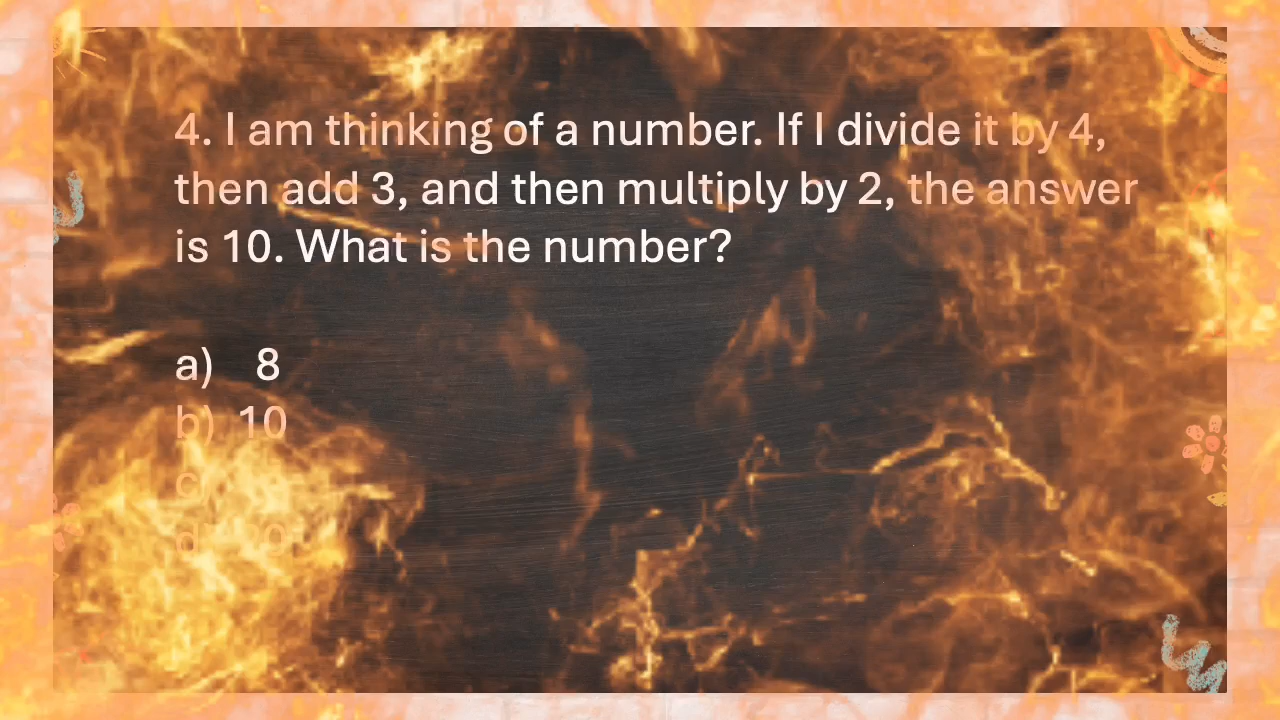 4. I am thinking of a number. If I divide it by 4,
then add 3, and then multiply by 2, the answer
is 10. What is the number?
a) 8
b) 10
c)
d)